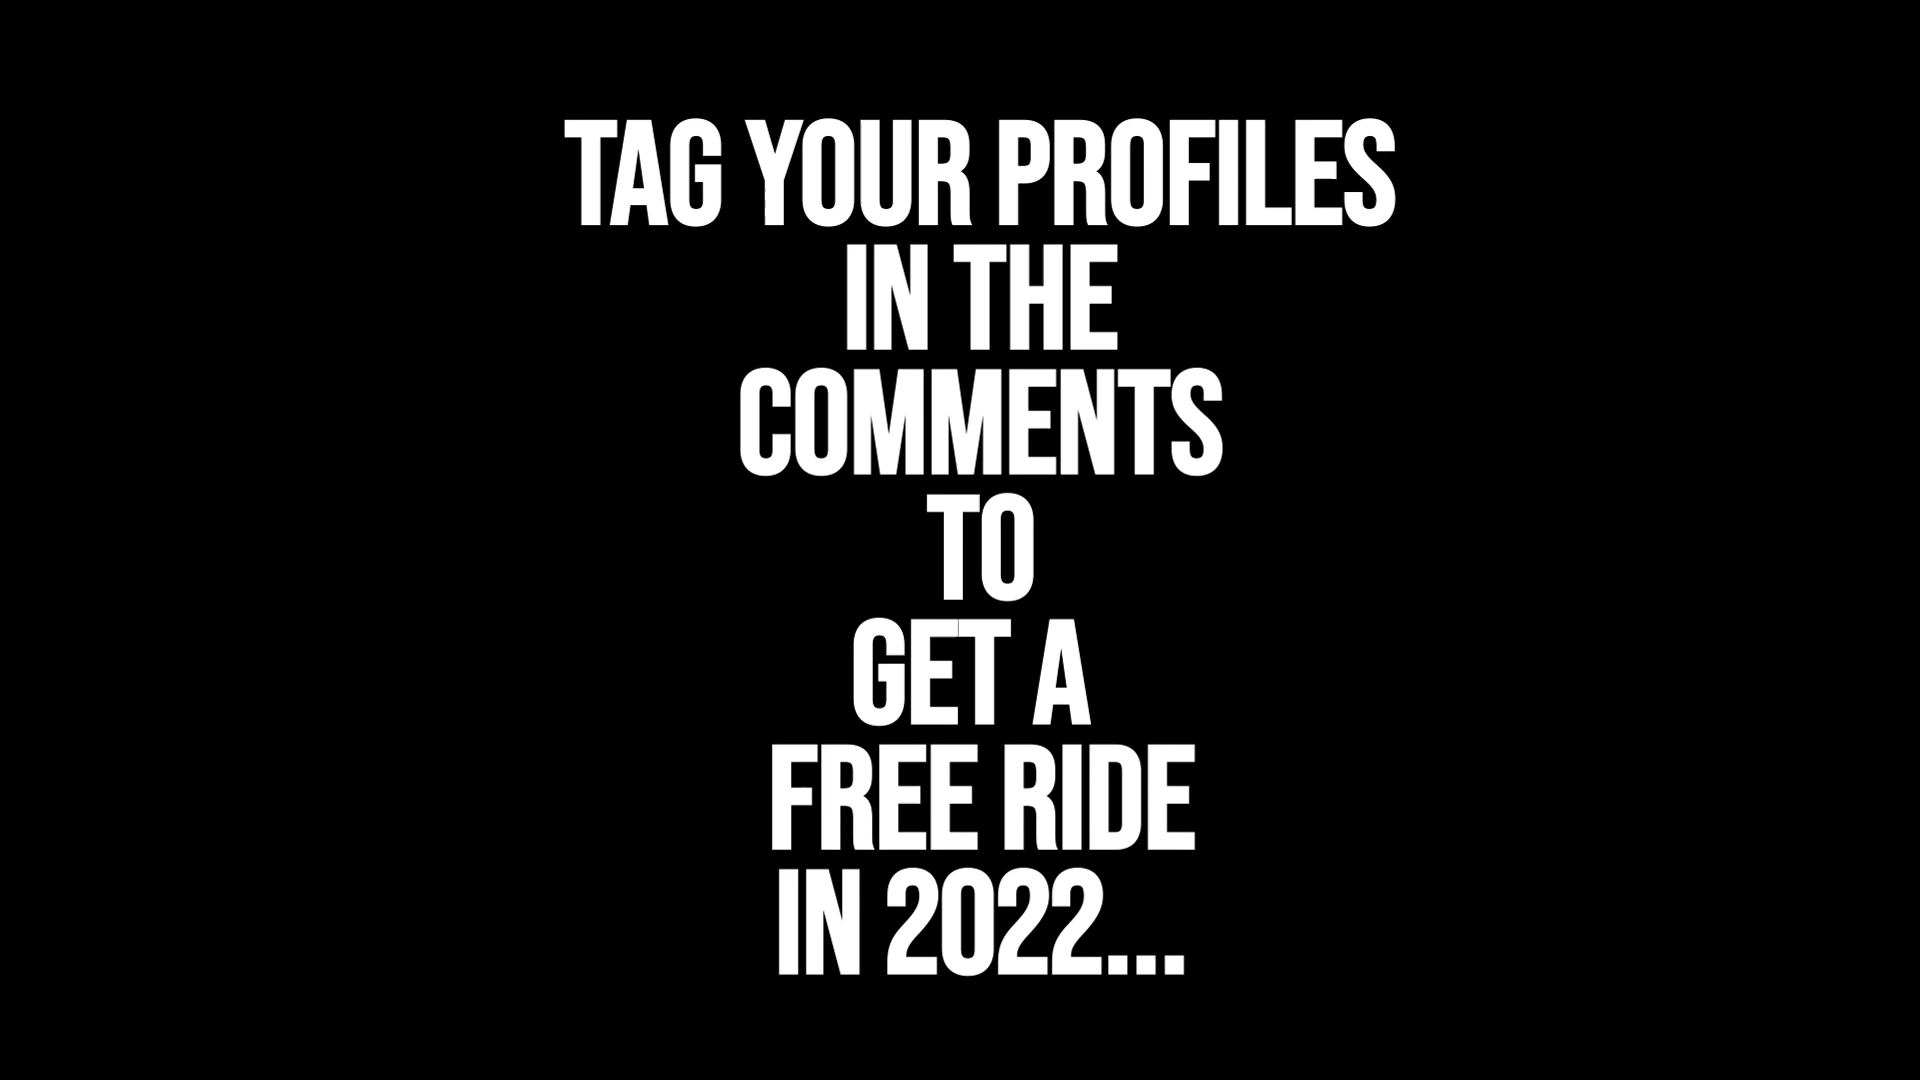 TAG YOUR PROFILES
IN THE
COMMENTS
TO
GET A
FREE RIDE
IN 2022...